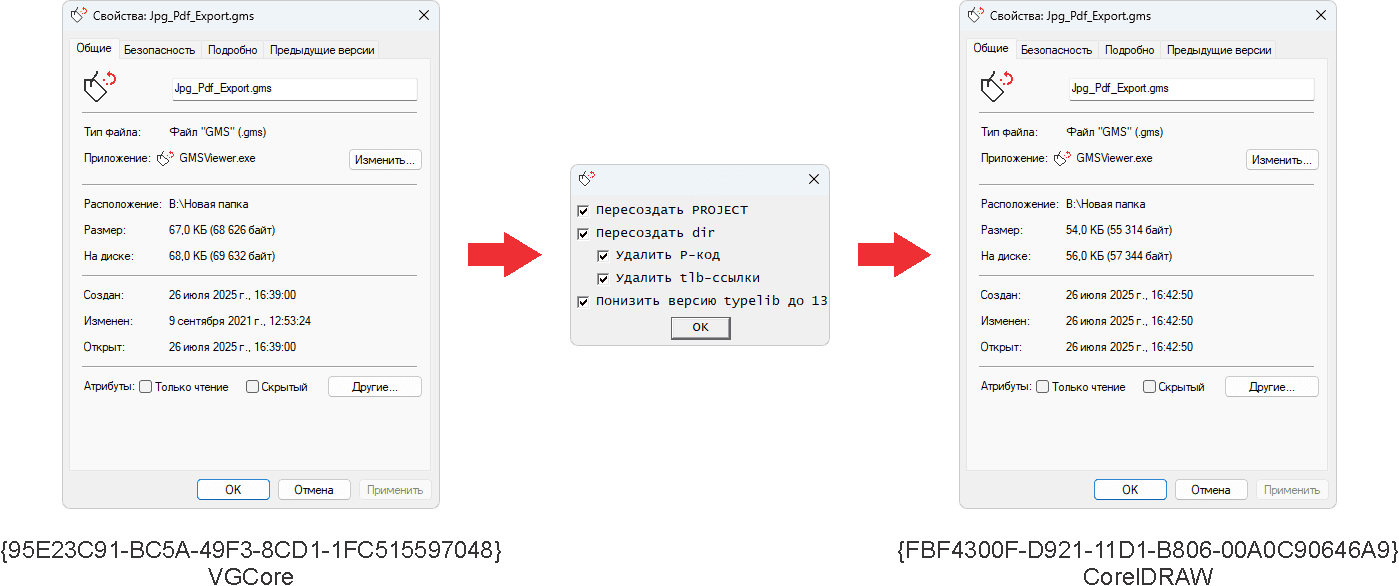 Свойства: Jpg_Pdf_Export.gms
Общие Безопасность Подробно Предыдущие версии
Jpg_Pdf_Export.gms
Тип файла: Файл "GMS" (.gms)
Приложение: GMSViewer.exe Изменить...
Расположение: B:\Новая папка
Размер: 67,0 КБ (68 626 байт)
На диске: 68,0 КБ (69 632 байт)
Создан: 26 июля 2025 г., 16:39:00
Изменен: 9 сентября 2021 г., 12:53:24
Открыт: 26 июля 2025 г., 16:39:00
Атрибуты: Только чтение Скрытый Другие...
ОК Отмена Применить
{95E23C91-BC5A-49F3-8CD1-1FC515597048}
VGCore
Пересоздать PROJECT
Пересоздать dir
Удалить P-код
Удалить tlb-ссылки
Понизить версию typelib до 13
OK
Свойства: Jpg_Pdf_Export.gms
Общие Безопасность Подробно Предыдущие версии
Jpg_Pdf_Export.gms
Тип файла: Файл "GMS" (.gms)
Приложение: GMSViewer.exe Изменить...
Расположение: B:\Новая папка
Размер: 54,0 КБ (55 314 байт)
На диске: 56,0 КБ (57 344 байт)
Создан: 26 июля 2025 г., 16:42:50
Изменен: 26 июля 2025 г., 16:42:50
Открыт: 26 июля 2025 г., 16:42:50
Атрибуты: Только чтение Скрытый Другие...
ОК Отмена Применить
{FBF4300F-D921-11D1-B806-00A0C90646A9}
CorelDRAW